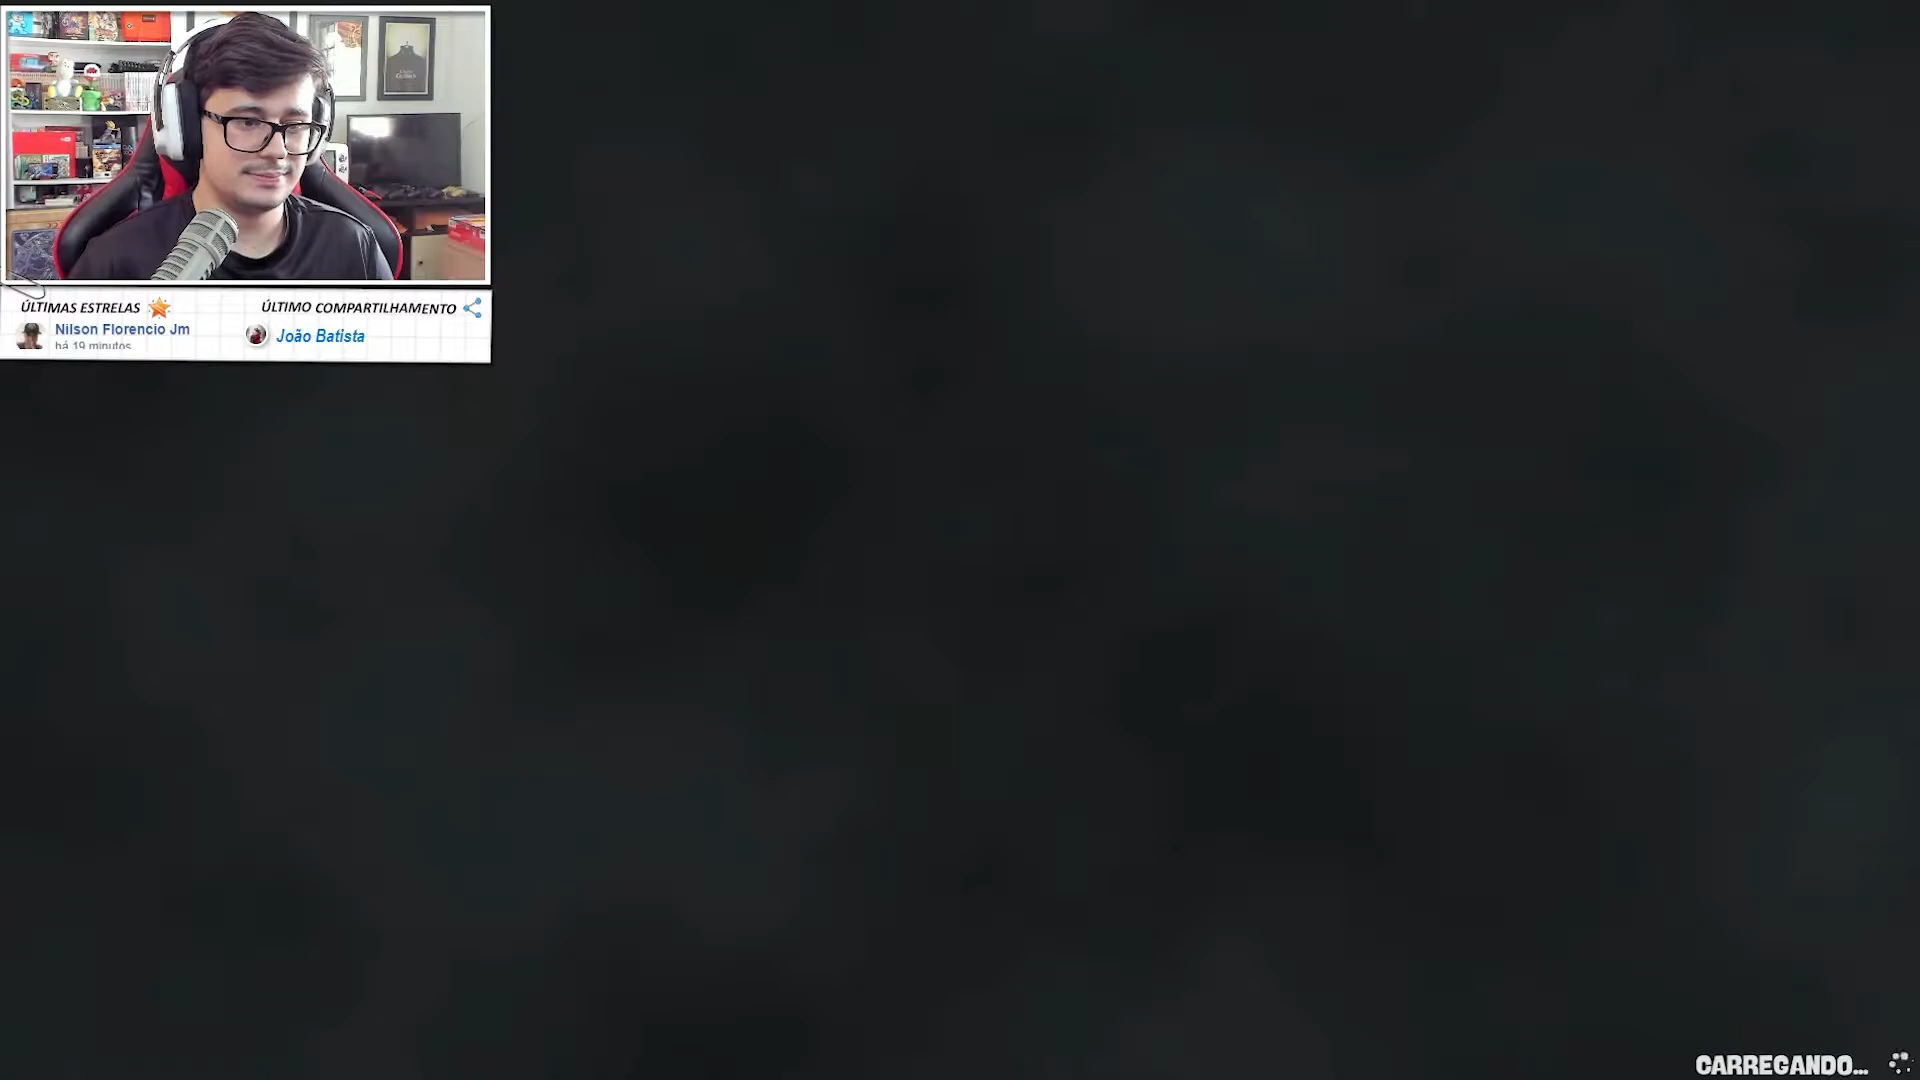 ÚLTIMAS ESTRELAS
ÚLTIMO COMPARTILHAMENTO
Nilson Florencio Jm
há 19 minutos
João Batista
CARREGANDO...